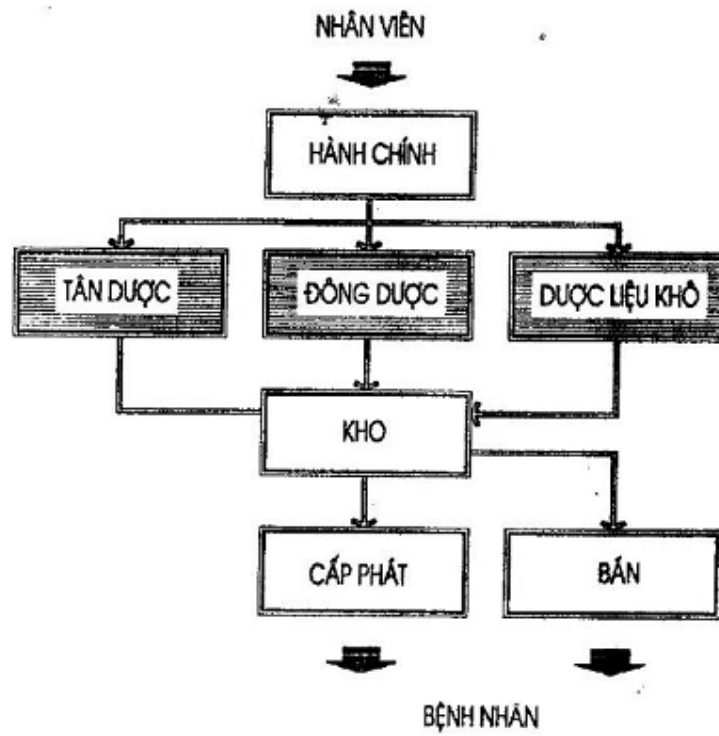 NHÂN VIÊN
HÀNH CHÍNH
TÂN DƯỢC
ĐÔNG DƯỢC
DƯỢC LIỆU KHÔ
KHO
CẤP PHÁT
BÁN
BỆNH NHÂN